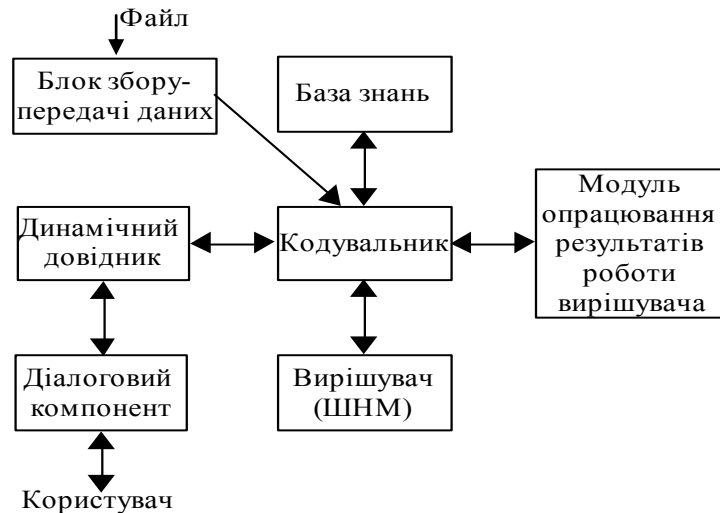 Файл
Блок збору-
передачі даних
База знань
Динамічний
довідник
Кодувальник
Модуль
опрацювання
результатів
роботи
вирішувача
Діалоговий
компонент
Вирішувач
(ШНМ)
Користувач